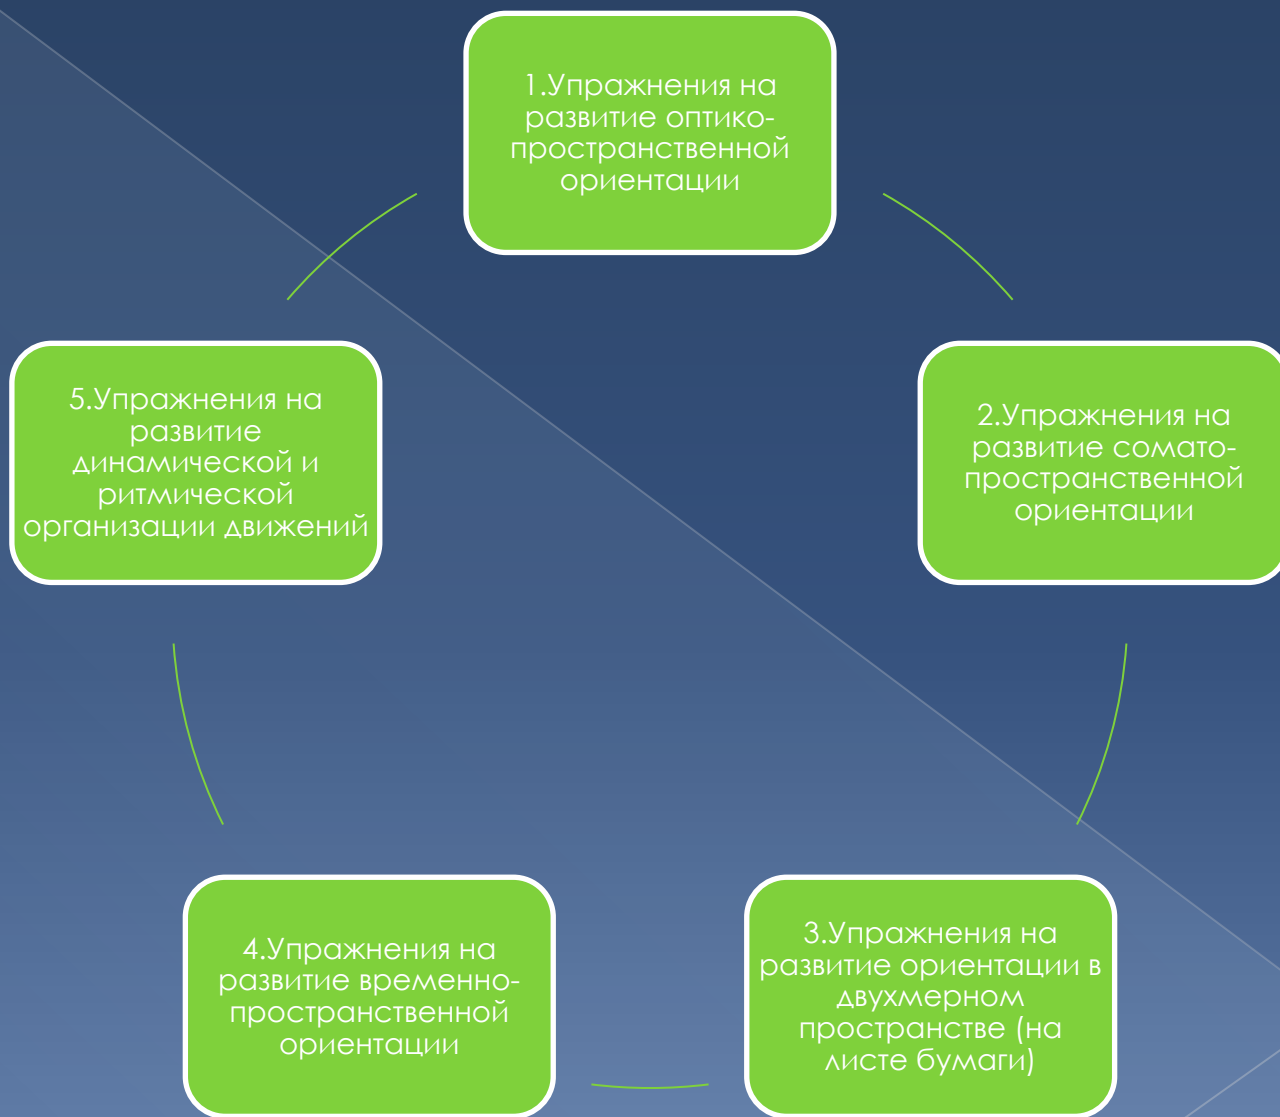 1.Упражнения на
развитие оптико-
пространственной
ориентации
2.Упражнения на
развитие сомато-
пространственной
ориентации
3.Упражнения на
развитие ориентации в
двухмерном
пространстве (на
листе бумаги)
4.Упражнения на
развитие временно-
пространственной
ориентации
5.Упражнения на
развитие
динамической и
ритмической
организации движений